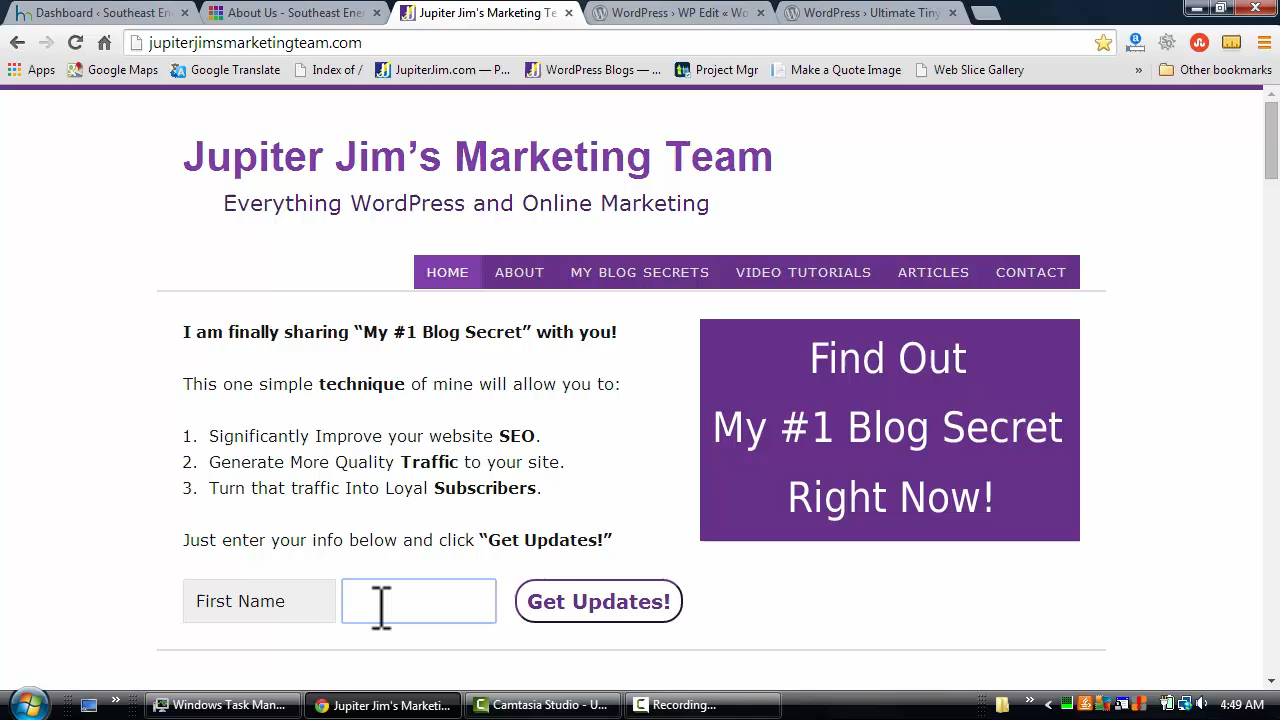 Dashboard ‹ Southeast Ene
About Us - Southeast Ener
Jupiter Jim's Marketing Te
WordPress › WP Edit « Wo
WordPress › Ultimate Tiny
jupiterjimsmarketingteam.com
Apps
Google Maps
Google Translate
Index of /
JupiterJim.com — P...
WordPress Blogs — ...
Project Mgr
Make a Quote Image
Web Slice Gallery
»
Other bookmarks
Jupiter Jim’s Marketing Team
Everything WordPress and Online Marketing
HOME ABOUT MY BLOG SECRETS VIDEO TUTORIALS ARTICLES CONTACT
I am finally sharing “My #1 Blog Secret” with you!
This one simple technique of mine will allow you to:
1. Significantly Improve your website SEO.
2. Generate More Quality Traffic to your site.
3. Turn that traffic Into Loyal Subscribers.
Just enter your info below and click “Get Updates!”
First Name
Get Updates!
Find Out
My #1 Blog Secret
Right Now!
Windows Task Man...
Jupiter Jim's Marketi...
Camtasia Studio - U...
Recording...
4:49 AM